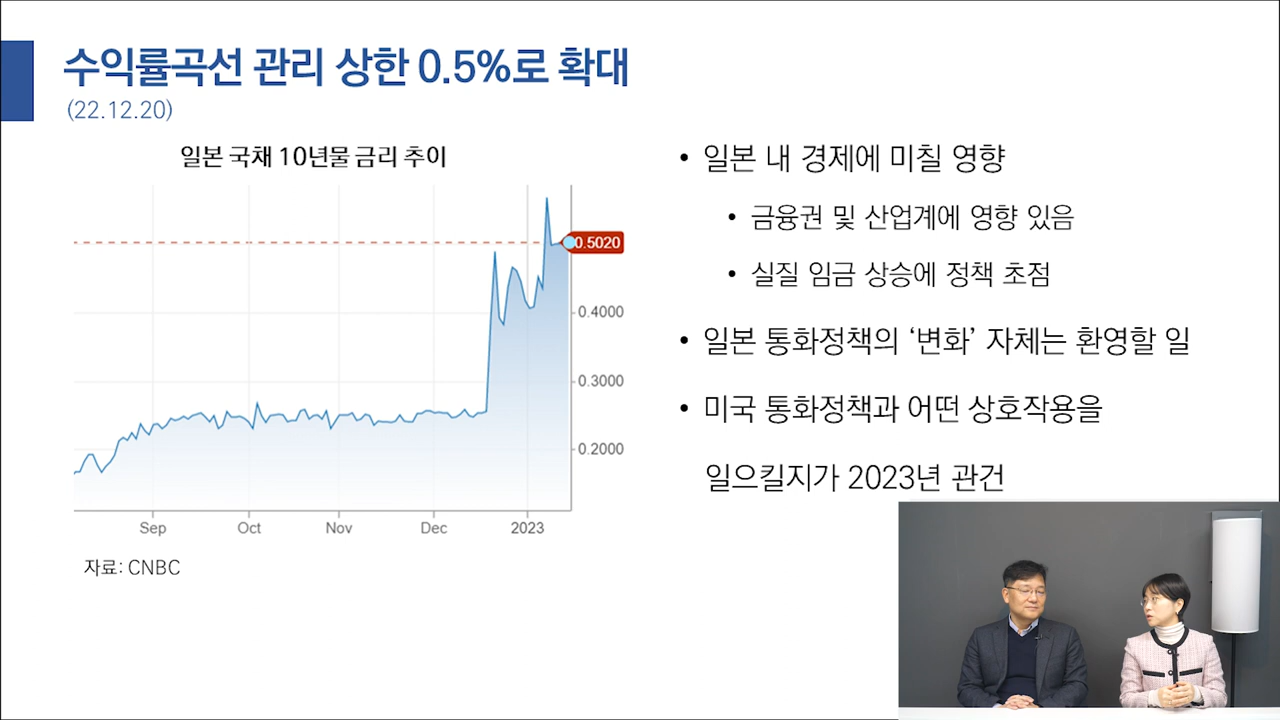 수익률곡선 관리 상한 0.5%로 확대
(22.12.20)
일본 국채 10년물 금리 추이
0.5020
0.4000
0.3000
0.2000
Sep Oct Nov Dec 2023
자료: CNBC
• 일본 내 경제에 미칠 영향
• 금융권 및 산업계에 영향 있음
• 실질 임금 상승에 정책 초점
• 일본 통화정책의 ‘변화’ 자체는 환영할 일
• 미국 통화정책과 어떤 상호작용을
일으킬지가 2023년 관건